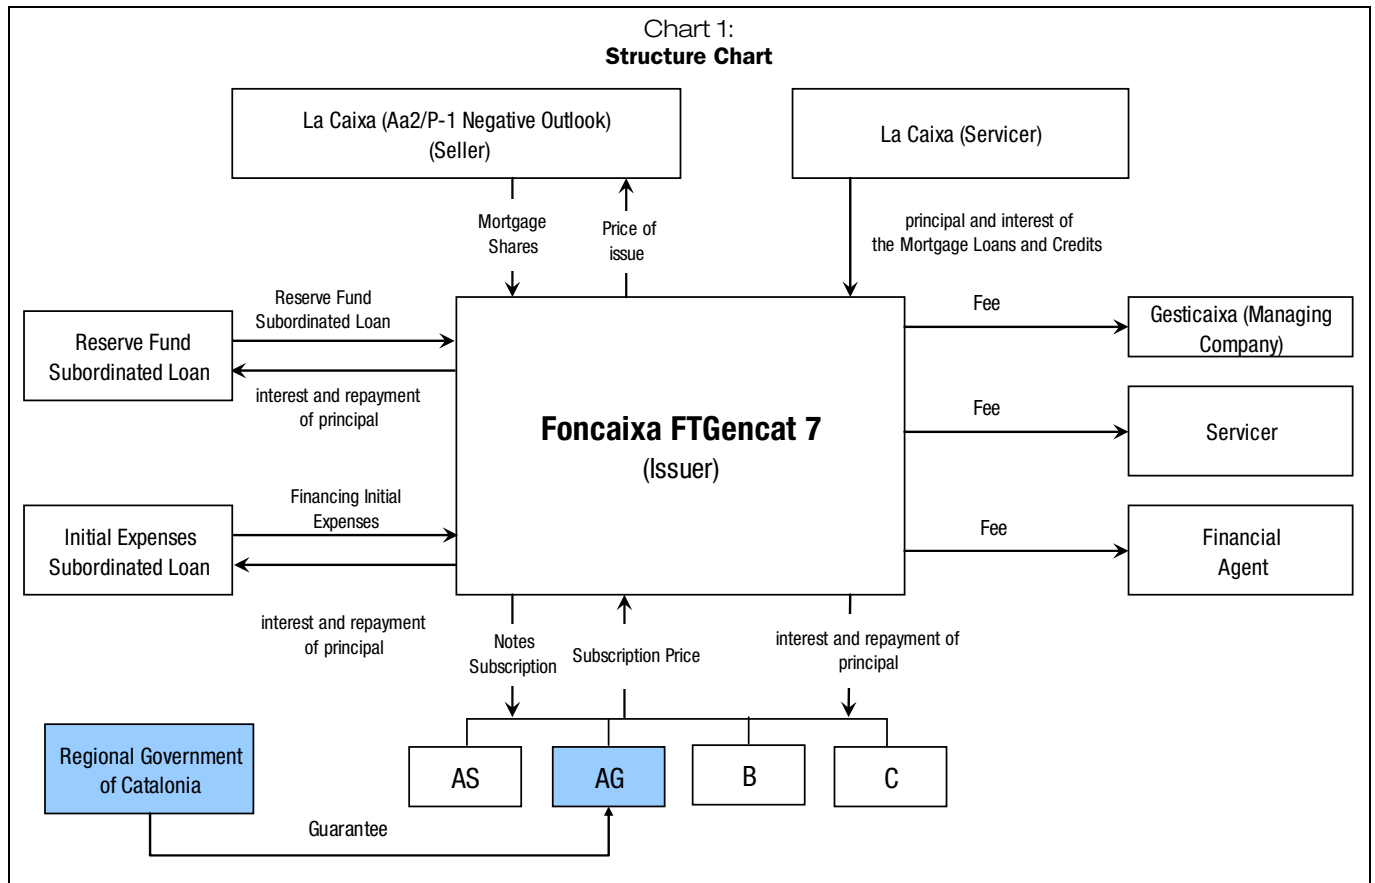 Chart 1:
Structure Chart
La Caixa (Aa2/P-1 Negative Outlook)
(Seller)
La Caixa (Servicer)
Mortgage
Shares
Price of
issue
principal and interest of
the Mortgage Loans and Credits
Reserve Fund
Subordinated Loan
Reserve Fund
Subordinated Loan
interest and repayment
of principal
Foncaixa FTGencat 7
(Issuer)
Fee
Gesticaixa (Managing
Company)
Fee
Servicer
Fee
Financial
Agent
Initial Expenses
Subordinated Loan
Financing Initial
Expenses
interest and repayment
of principal
Notes
Subscription
Subscription Price
interest and repayment of
principal
Regional Government
of Catalonia
AS
AG
B
C
Guarantee